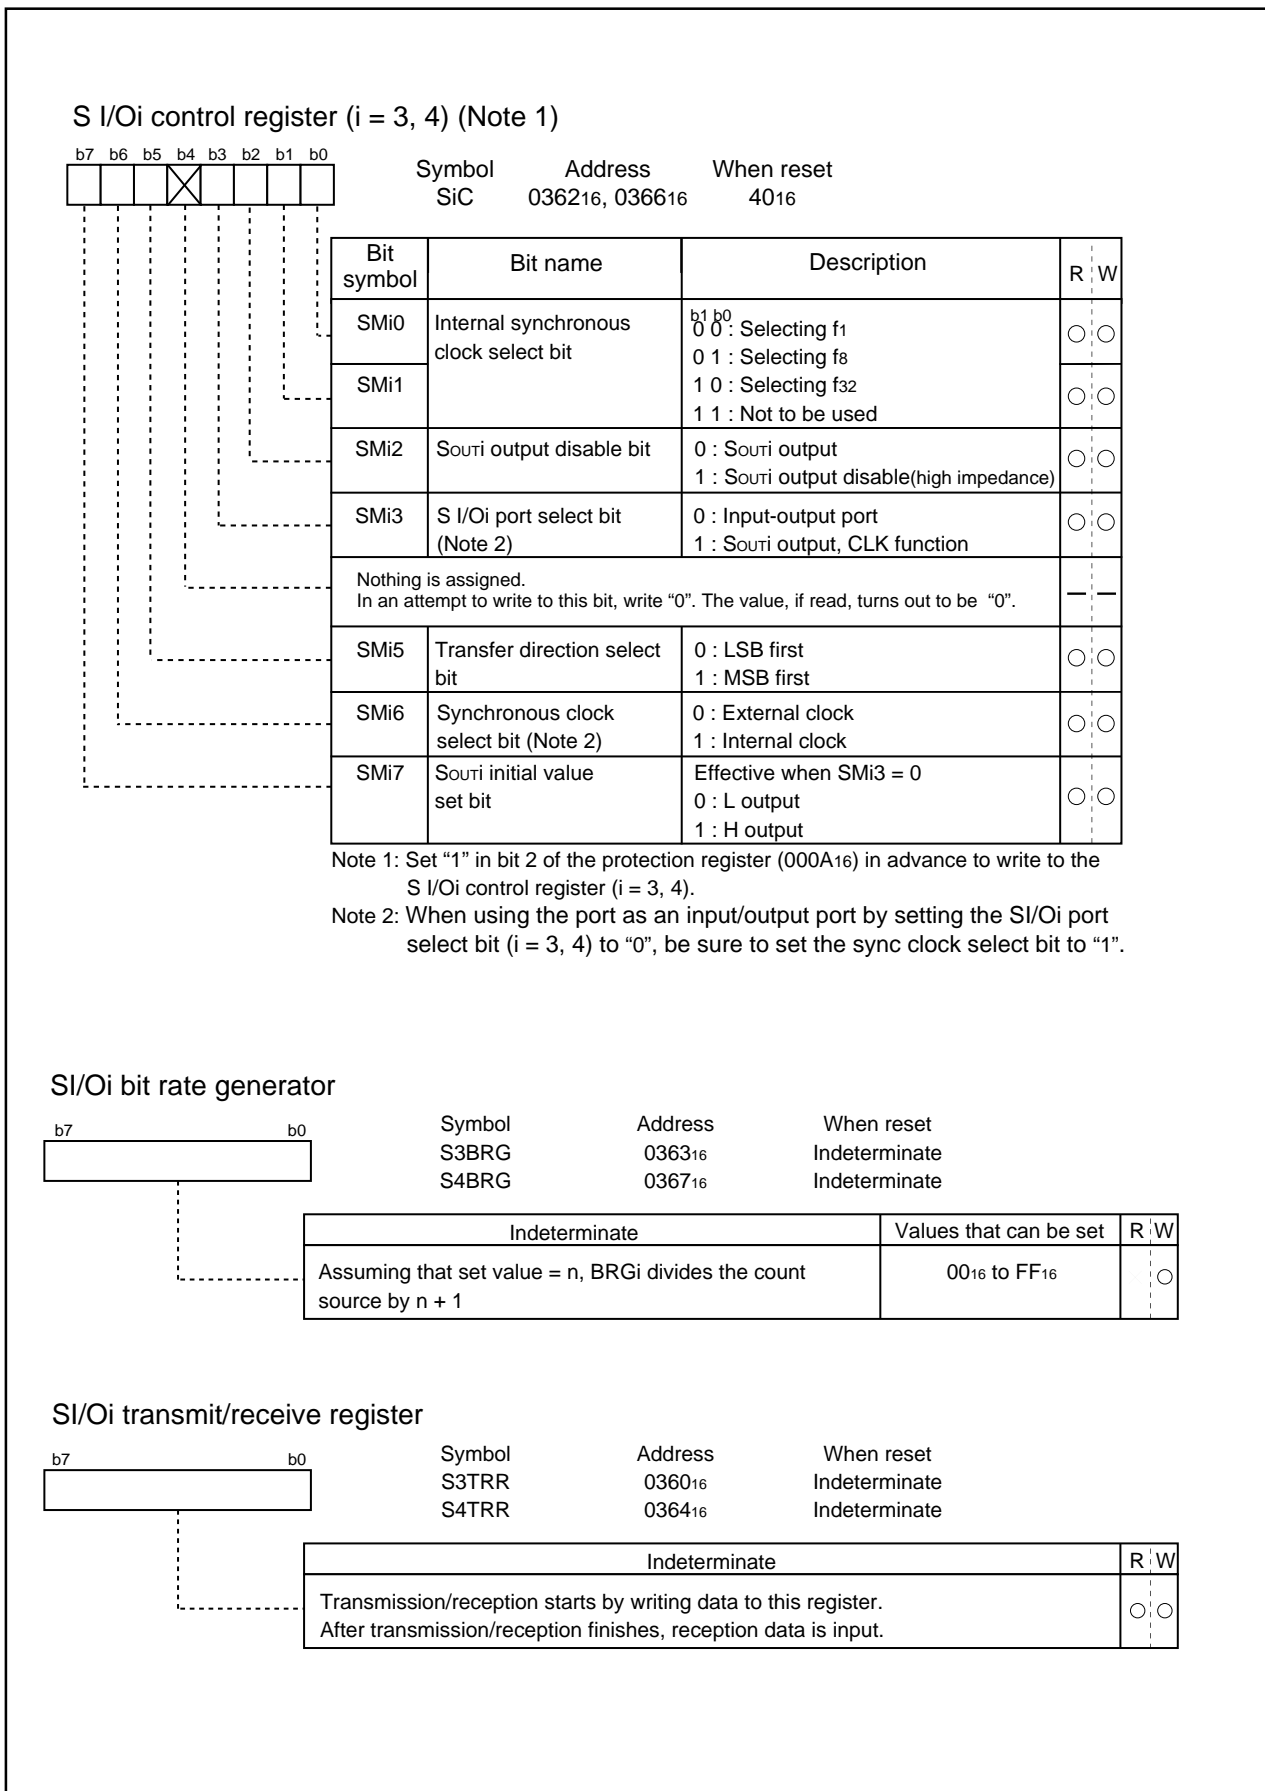 S I/Oi control register (i = 3, 4) (Note 1)
b7 b6 b5 b4 b3 b2 b1 b0
Symbol Address When reset
SiC 036216, 036616 4016
Bit symbol Bit name Description R W
SMi0 Internal synchronous clock select bit
b1 b0
0 0 : Selecting f1
0 1 : Selecting f8
SMi1
1 0 : Selecting f32
1 1 : Not to be used
SMi2 SOUTi output disable bit 0 : SOUTi output
1 : SOUTi output disable(high impedance)
SMi3 S I/Oi port select bit 0 : Input-output port
(Note 2) 1 : SOUTi output, CLK function
Nothing is assigned.
In an attempt to write to this bit, write “0”. The value, if read, turns out to be “0”.
SMi5 Transfer direction select 0 : LSB first
bit 1 : MSB first
SMi6 Synchronous clock 0 : External clock
select bit (Note 2) 1 : Internal clock
SMi7 SOUTi initial value Effective when SMi3 = 0
set bit 0 : L output
1 : H output
Note 1: Set “1” in bit 2 of the protection register (000A16) in advance to write to the
S I/Oi control register (i = 3, 4).
Note 2: When using the port as an input/output port by setting the SI/Oi port
select bit (i = 3, 4) to “0”, be sure to set the sync clock select bit to “1”.
SI/Oi bit rate generator
b7 b0
Symbol Address When reset
S3BRG 036316 Indeterminate
S4BRG 036716 Indeterminate
Indeterminate Values that can be set R W
Assuming that set value = n, BRGi divides the count 0016 to FF16
source by n + 1
SI/Oi transmit/receive register
b7 b0
Symbol Address When reset
S3TRR 036016 Indeterminate
S4TRR 036416 Indeterminate
Indeterminate R W
Transmission/reception starts by writing data to this register.
After transmission/reception finishes, reception data is input.